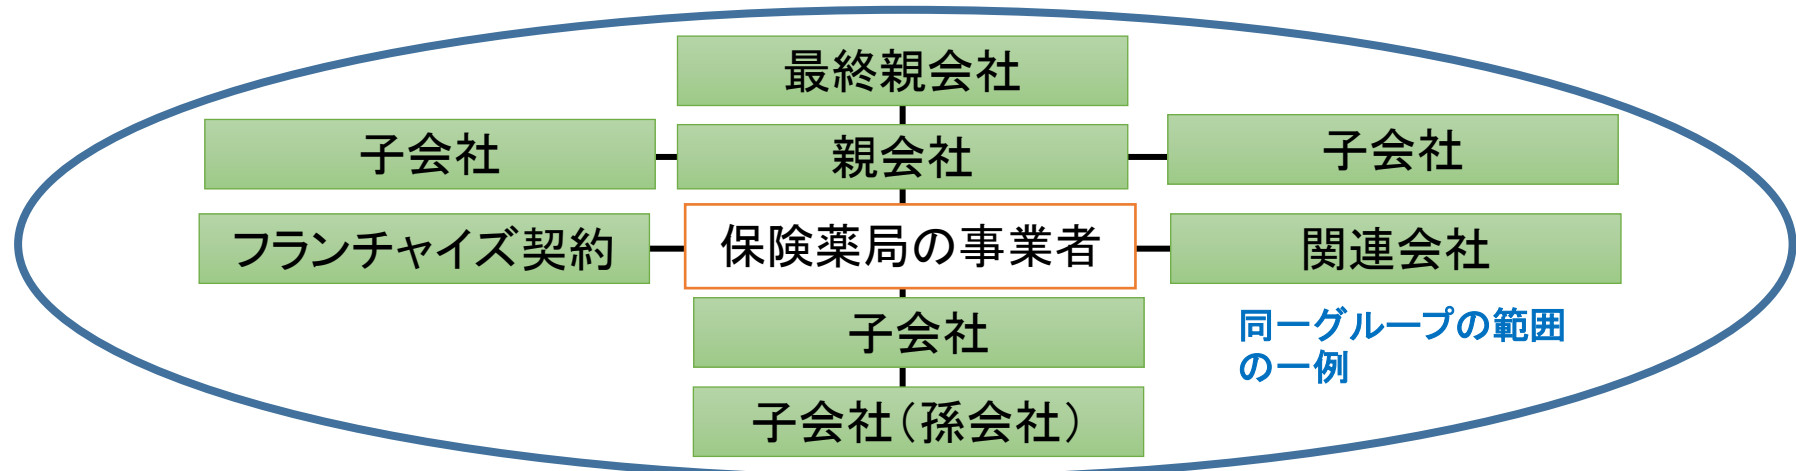 最終親会社
子会社
親会社
子会社
フランチャイズ契約
保険薬局の事業者
関連会社
子会社
同一グループの範囲
の一例
子会社（孫会社）